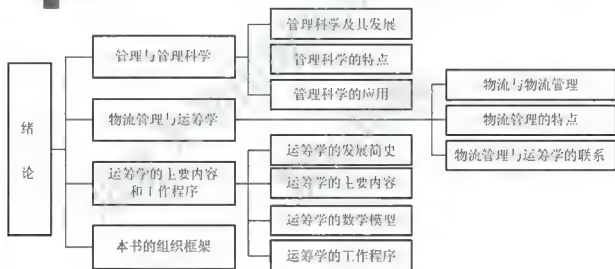 绪
论
管理与管理科学
管理科学及其发展
管理科学的特点
管理科学的应用
物流管理与运筹学
物流与物流管理
物流管理的特点
物流管理与运筹学的联系
运筹学的主要内容
和工作程序
运筹学的发展简史
运筹学的主要内容
运筹学的数学模型
运筹学的工作程序
本书的组织框架